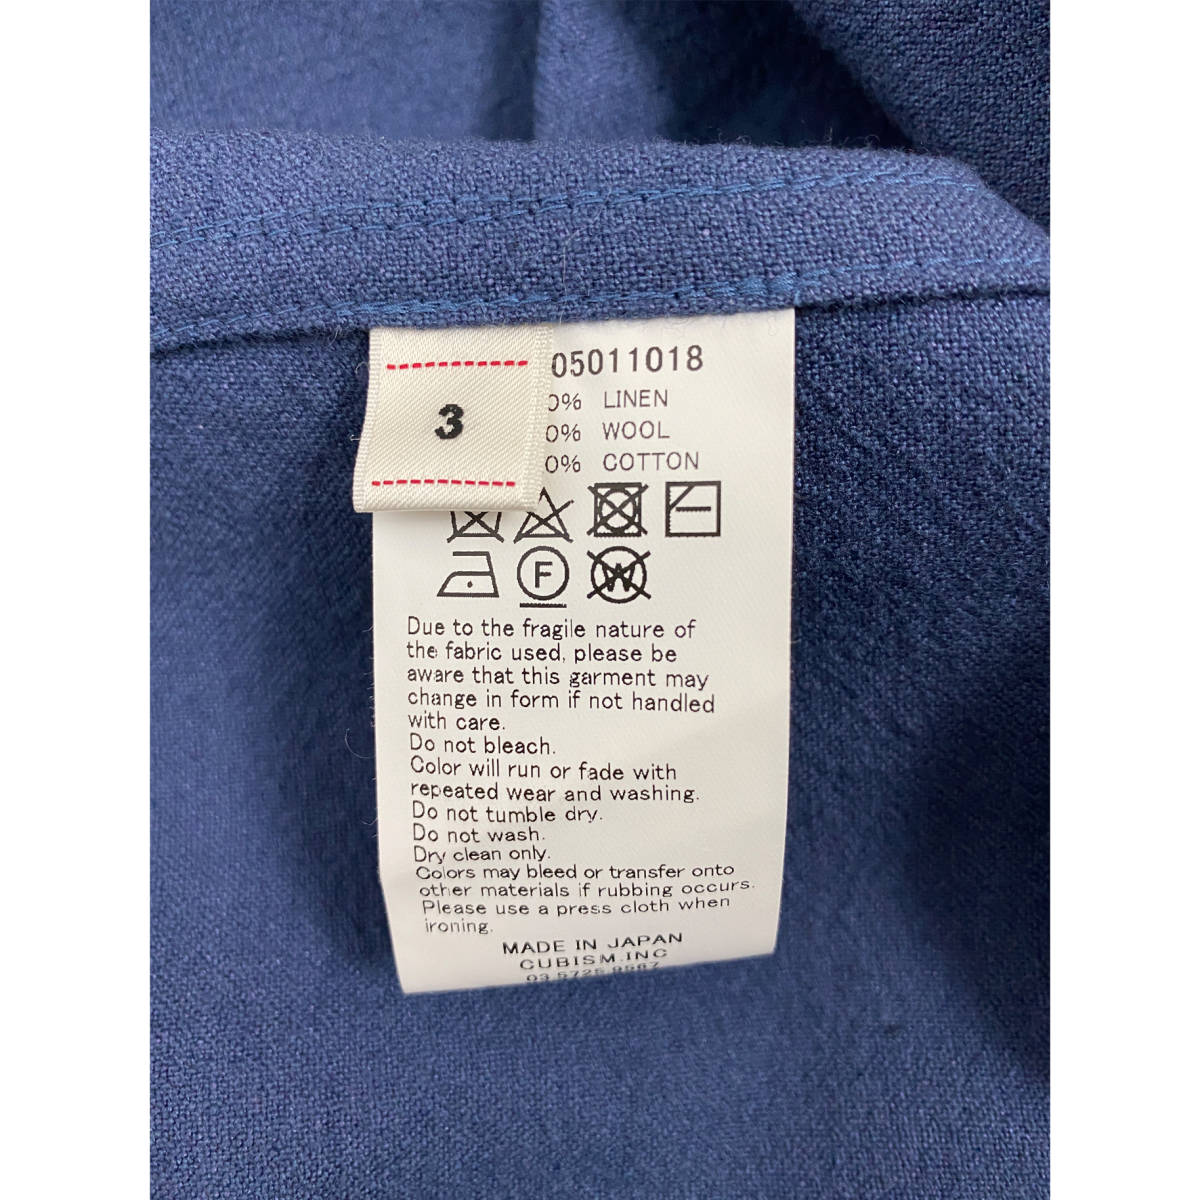 3
05011018
0% LINEN
0% WOOL
0% COTTON
F
W
Due to the fragile nature of
the fabric used, please be
aware that this garment may
change in form if not handled
with care.
Do not bleach.
Color will run or fade with
repeated wear and washing.
Do not tumble dry.
Do not wash.
Dry clean only.
Colors may bleed or transfer onto
other materials if rubbing occurs.
Please use a press cloth when
ironing.
MADE IN JAPAN
CUBISM.INC
03 5725 9567